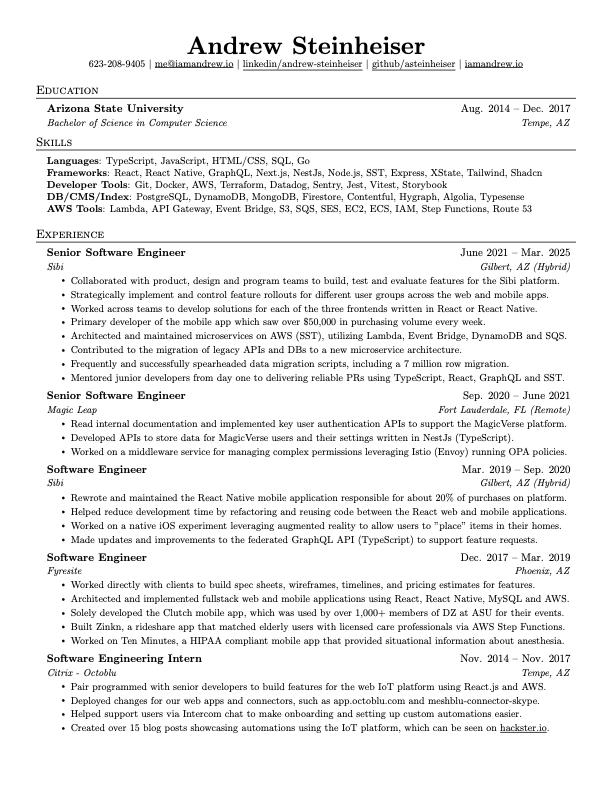 Andrew Steinheiser
623-208-9405 | me@iamandrew.io | linkedin/andrew-steinheiser | github/asteinheiser | iamandrew.io
Education
Arizona State University Aug. 2014 – Dec. 2017
Bachelor of Science in Computer Science Tempe, AZ
Skills
Languages: TypeScript, JavaScript, HTML/CSS, SQL, Go
Frameworks: React, React Native, GraphQL, Next.js, NestJs, Node.js, SST, Express, XState, Tailwind, Shadcn
Developer Tools: Git, Docker, AWS, Terraform, Datadog, Sentry, Jest, Vitest, Storybook
DB/CMS/Index: PostgreSQL, DynamoDB, MongoDB, Firestore, Contentful, Hygraph, Algolia, Typesense
AWS Tools: Lambda, API Gateway, Event Bridge, S3, SQS, SES, EC2, ECS, IAM, Step Functions, Route 53
Experience
Senior Software Engineer June 2021 – Mar. 2025
Sibi Gilbert, AZ (Hybrid)
• Collaborated with product, design and program teams to build, test and evaluate features for the Sibi platform.
• Strategically implement and control feature rollouts for different user groups across the web and mobile apps.
• Worked across teams to develop solutions for each of the three frontends written in React or React Native.
• Primary developer of the mobile app which saw over $50,000 in purchasing volume every week.
• Architected and maintained microservices on AWS (SST), utilizing Lambda, Event Bridge, DynamoDB and SQS.
• Contributed to the migration of legacy APIs and DBs to a new microservice architecture.
• Frequently and successfully spearheaded data migration scripts, including a 7 million row migration.
• Mentored junior developers from day one to delivering reliable PRs using TypeScript, React, GraphQL and SST.
Senior Software Engineer Sep. 2020 – June 2021
Magic Leap Fort Lauderdale, FL (Remote)
• Read internal documentation and implemented key user authentication APIs to support the MagicVerse platform.
• Developed APIs to store data for MagicVerse users and their settings written in NestJs (TypeScript).
• Worked on a middleware service for managing complex permissions leveraging Istio (Envoy) running OPA policies.
Software Engineer Mar. 2019 – Sep. 2020
Sibi Gilbert, AZ (Hybrid)
• Rewrote and maintained the React Native mobile application responsible for about 20% of purchases on platform.
• Helped reduce development time by refactoring and reusing code between the React web and mobile applications.
• Worked on a native iOS experiment leveraging augmented reality to allow users to "place" items in their homes.
• Made updates and improvements to the federated GraphQL API (TypeScript) to support feature requests.
Software Engineer Dec. 2017 – Mar. 2019
Fyresite Phoenix, AZ
• Worked directly with clients to build spec sheets, wireframes, timelines, and pricing estimates for features.
• Architected and implemented fullstack web and mobile applications using React, React Native, MySQL and AWS.
• Solely developed the Clutch mobile app, which was used by over 1,000+ members of DZ at ASU for their events.
• Built Zinkn, a rideshare app that matched elderly users with licensed care professionals via AWS Step Functions.
• Worked on Ten Minutes, a HIPAA compliant mobile app that provided situational information about anesthesia.
Software Engineering Intern Nov. 2014 – Nov. 2017
Citrix - Octoblu Tempe, AZ
• Pair programmed with senior developers to build features for the web IoT platform using React.js and AWS.
• Deployed changes for our web apps and connectors, such as app.octoblu.com and meshblu-connector-skype.
• Helped support users via Intercom chat to make onboarding and setting up custom automations easier.
• Created over 15 blog posts showcasing automations using the IoT platform, which can be seen on hackster.io.